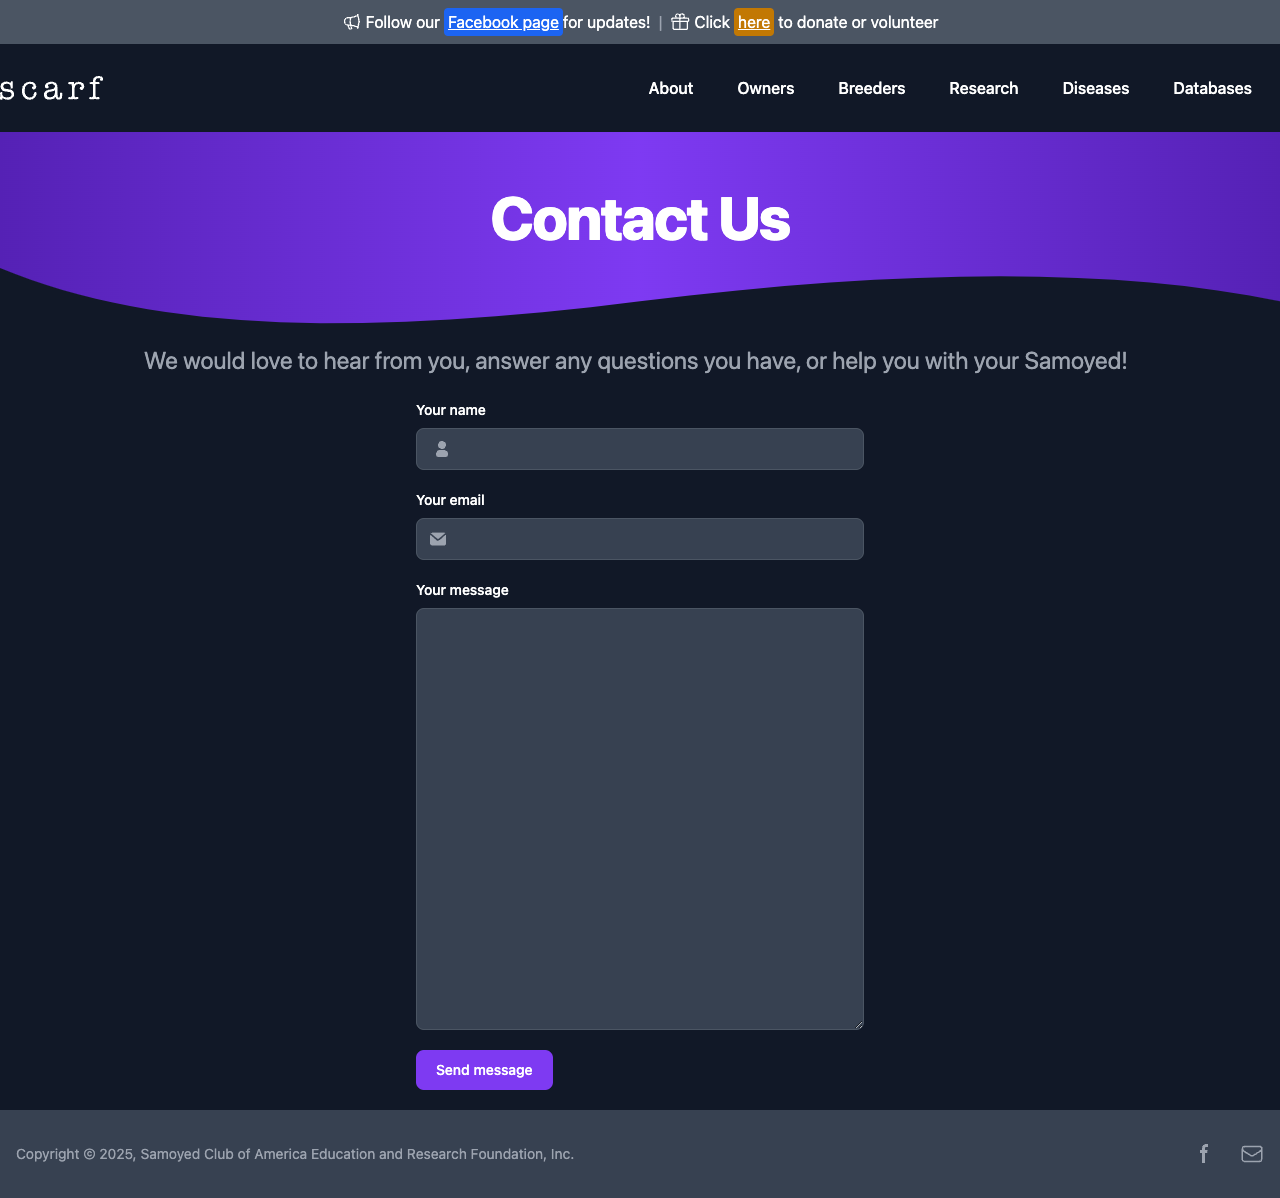 Follow our Facebook page for updates! | Click here to donate or volunteer
scarf
About Owners Breeders Research Diseases Databases
Contact Us
We would love to hear from you, answer any questions you have, or help you with your Samoyed!
Your name
Your email
Your message
Send message
Copyright © 2025, Samoyed Club of America Education and Research Foundation, Inc.